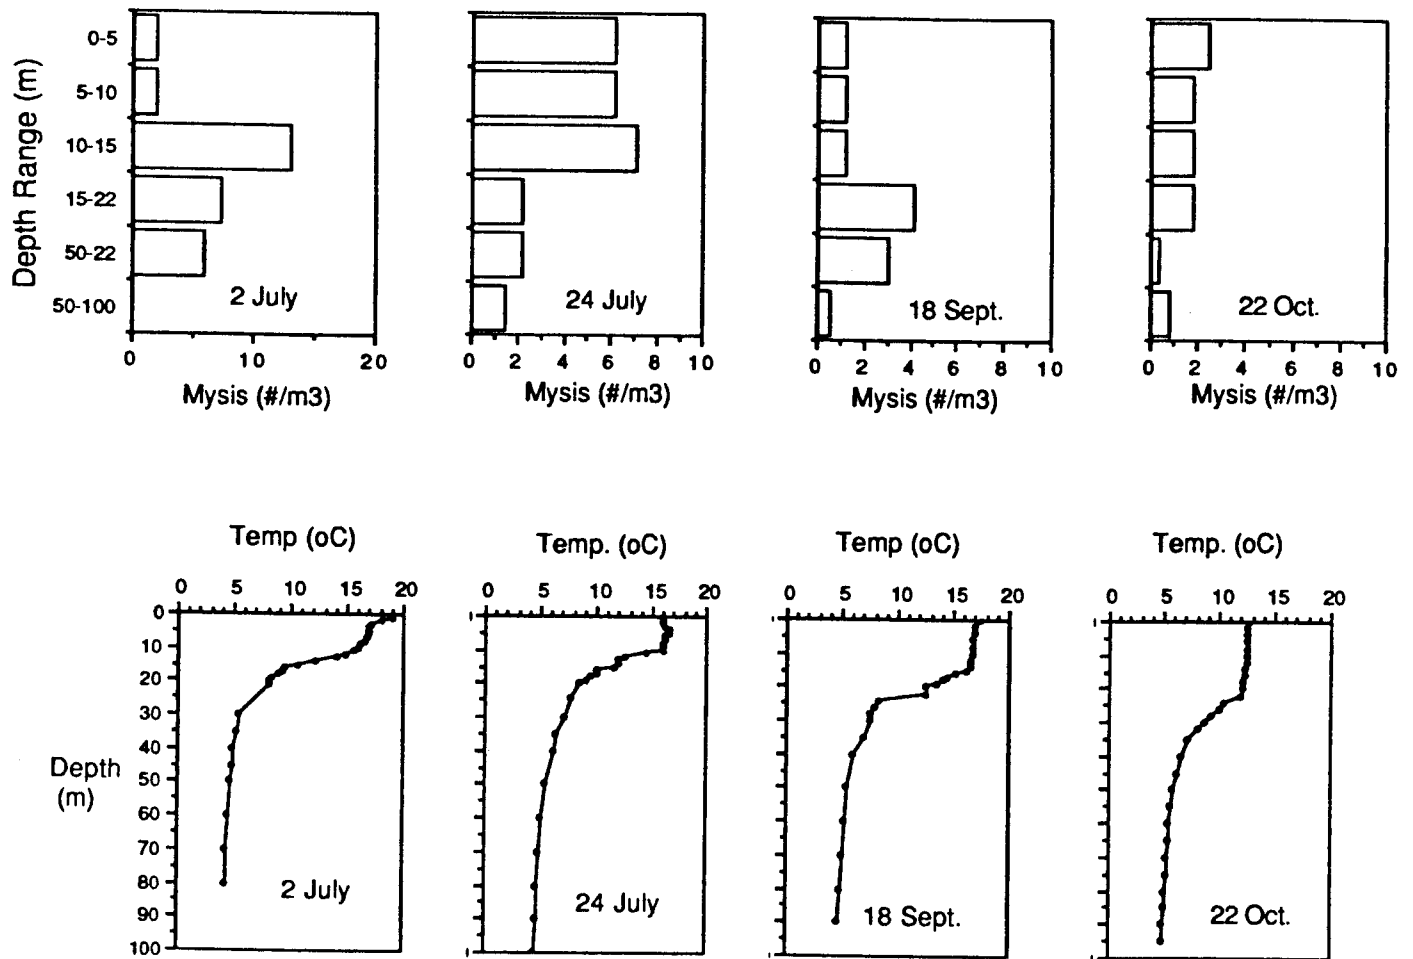 Depth Range (m)
0-5
5-10
10-15
15-22
50-22
50-100
2 July
24 July
18 Sept.
22 Oct.
0 10 20
0 2 4 6 8 10
0 2 4 6 8 10
0 2 4 6 8 10
Mysis (#/m3)
Mysis (#/m3)
Mysis (#/m3)
Mysis (#/m3)
Temp (oC)
Temp. (oC)
Temp (oC)
Temp. (oC)
0 5 10 15 20
0 5 10 15 20
0 5 10 15 20
0 5 10 15 20
Depth
(m)
0
10
20
30
40
50
60
70
80
90
100
2 July
24 July
18 Sept.
22 Oct.